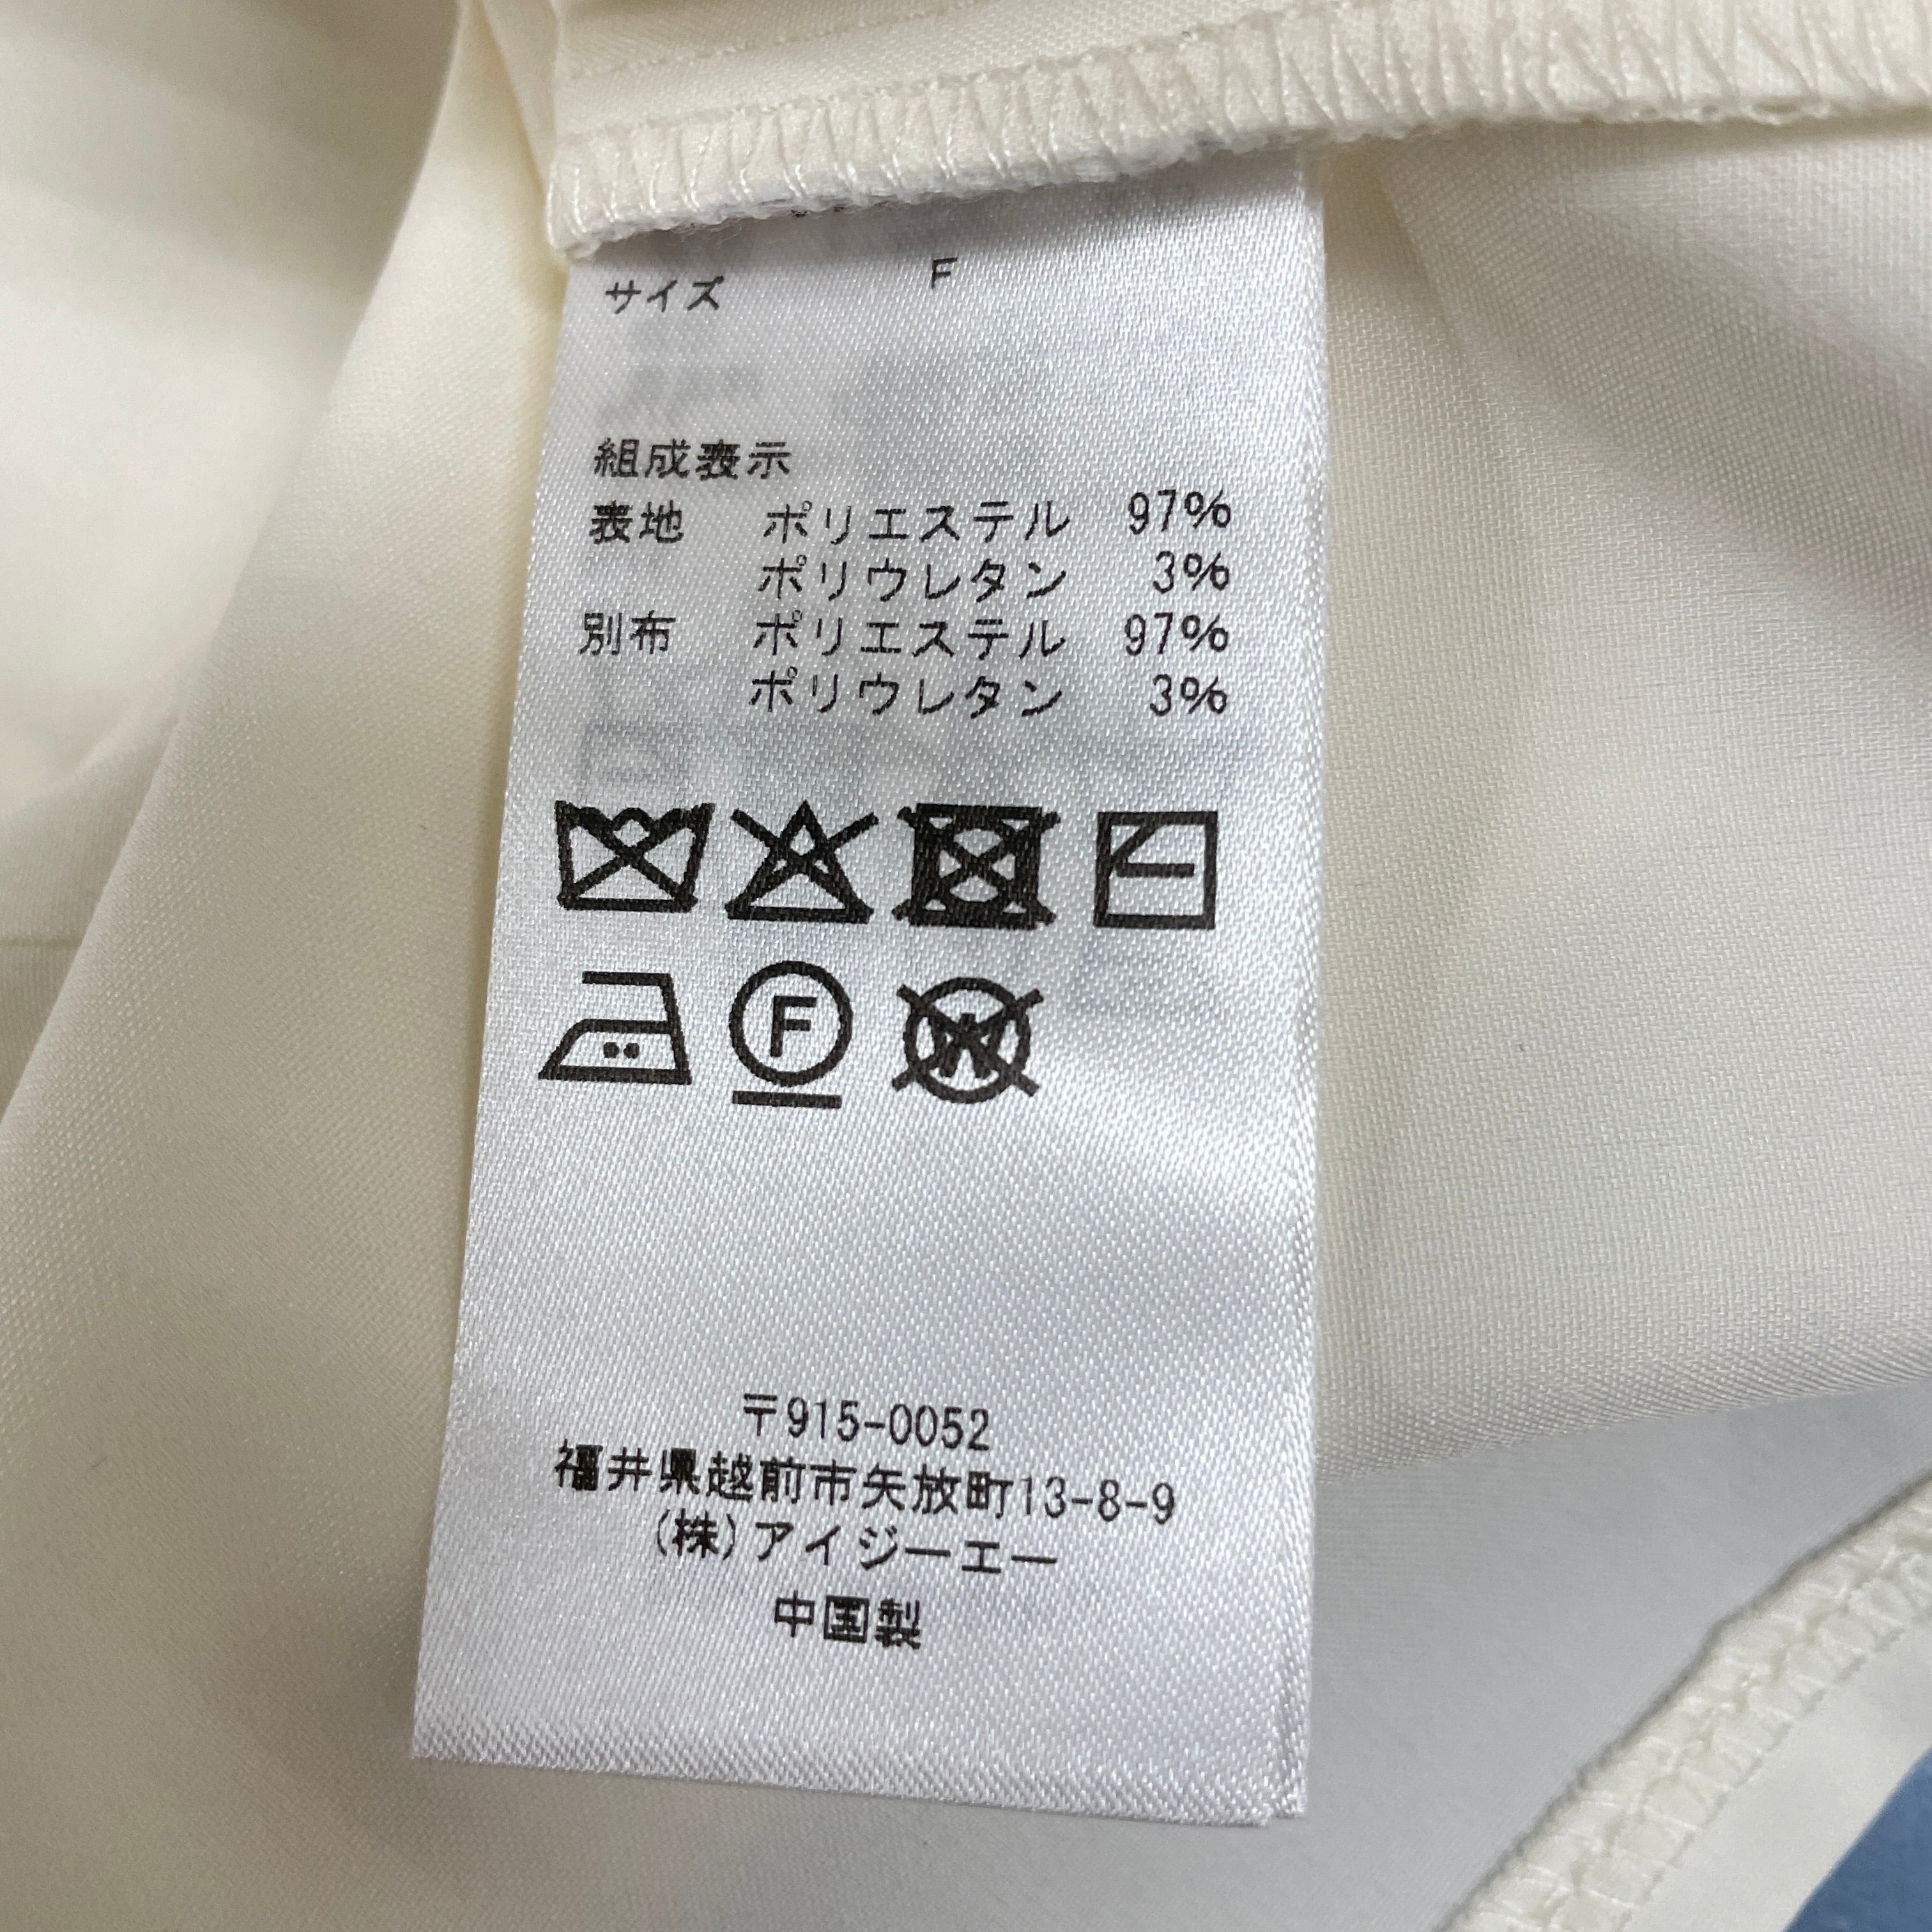 サイズ F
組成表示
表地 ポリエステル 97%
ポリウレタン 3%
別布 ポリエステル 97%
ポリウレタン 3%
F
W
〒915-0052
福井県越前市矢放町13-8-9
(株)アイジーエー
中国製